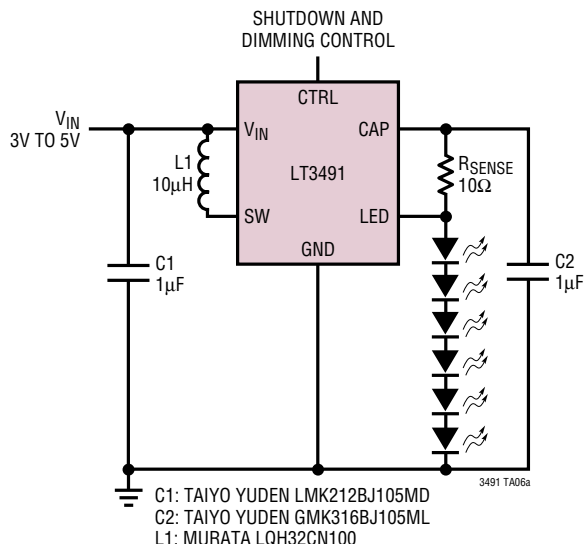 SHUTDOWN AND
DIMMING CONTROL
CTRL
VIN
3V TO 5V
VIN
CAP
L1
10µH
LT3491
RSENSE
10Ω
SW
LED
GND
C1
1µF
C2
1µF
3491 TA06a
C1: TAIYO YUDEN LMK212BJ105MD
C2: TAIYO YUDEN GMK316BJ105ML
L1: MURATA LQH32CN100